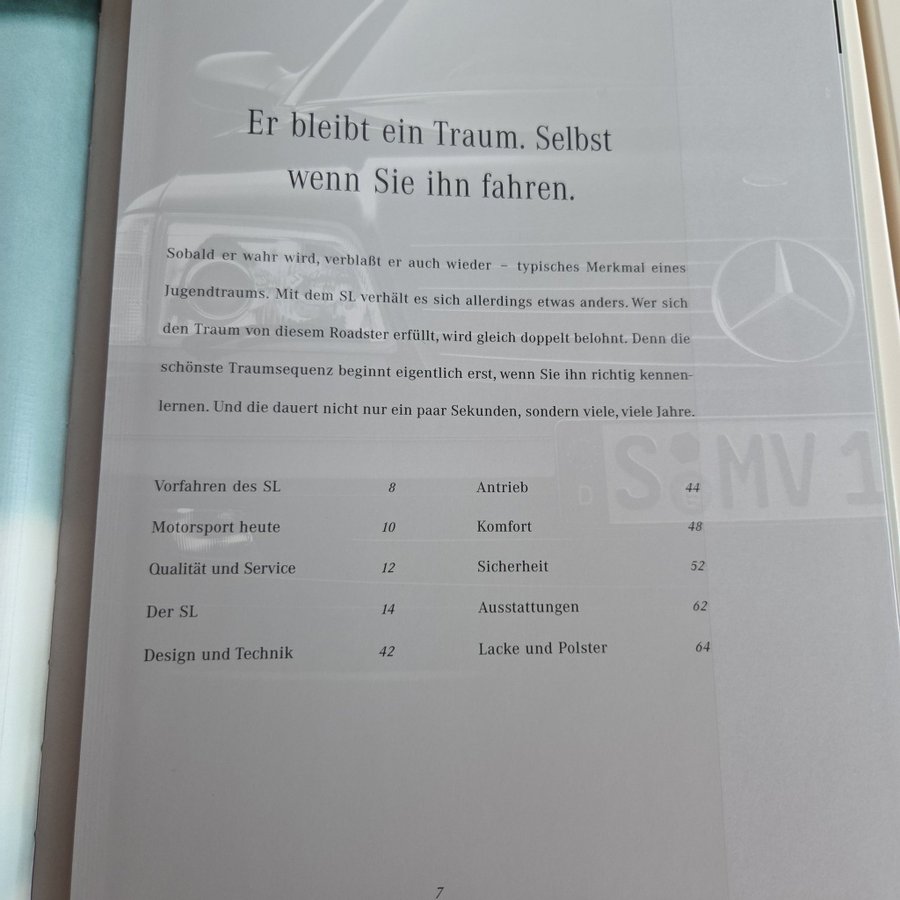 Er bleibt ein Traum. Selbst
wenn Sie ihn fahren.
Sobald er wahr wird, verblaßt er auch wieder – typisches Merkmal eines
Jugendtraums. Mit dem SL verhält es sich allerdings etwas anders. Wer sich
den Traum von diesem Roadster erfüllt, wird gleich doppelt belohnt. Denn die
schönste Traumsequenz beginnt eigentlich erst, wenn Sie ihn richtig kennen-
lernen. Und die dauert nicht nur ein paar Sekunden, sondern viele, viele Jahre.
D S MV 1
Vorfahren des SL 8
Motorsport heute 10
Qualität und Service 12
Der SL 14
Design und Technik 42
Antrieb 44
Komfort 48
Sicherheit 52
Ausstattungen 62
Lacke und Polster 64
7